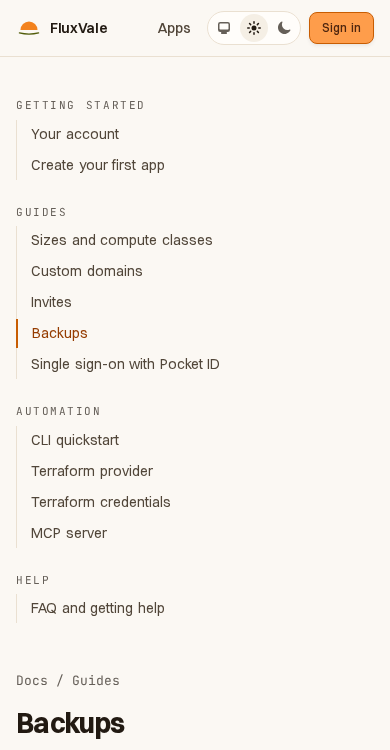 FluxVale
Apps
Sign in
GETTING STARTED
Your account
Create your first app
GUIDES
Sizes and compute classes
Custom domains
Invites
Backups
Single sign-on with Pocket ID
AUTOMATION
CLI quickstart
Terraform provider
Terraform credentials
MCP server
HELP
FAQ and getting help
Docs / Guides
Backups